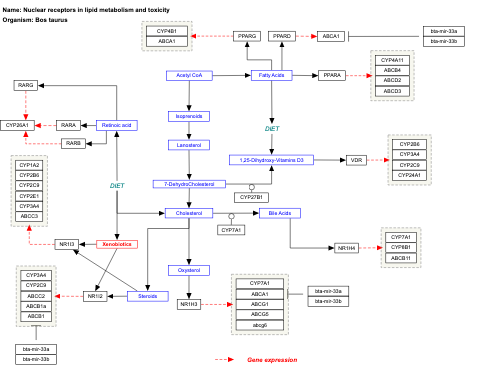 Name: Nuclear receptors in lipid metabolism and toxicity
Organism: Bos taurus
CYP4B1
ABCA1
PPARG
PPARD
ABCA1
bta-mir-33a
bta-mir-33b
Acetyl CoA
Fatty Acids
PPARA
CYP4A11
ABCB4
ABCD2
ABCD3
RARG
CYP26A1
RARA
RARB
Retinoic acid
Isoprenoids
Lanosterol
DIET
1,25-Dihydroxy-Vitamins D3
VDR
CYP2B6
CYP3A4
CYP2C9
CYP24A1
CYP1A2
CYP2B6
CYP2C9
CYP2E1
CYP3A4
ABCC3
DIET
7-DehydroCholesterol
CYP27B1
Cholesterol
CYP7A1
Bile Acids
NR1I3
Xenobiotics
NR1H4
CYP7A1
CYP8B1
ABCB11
CYP3A4
CYP2C9
ABCC2
ABCB1a
ABCB1
NR1I2
Steroids
Oxysterol
NR1H3
CYP7A1
ABCA1
ABCG1
ABCG5
abcg6
bta-mir-33a
bta-mir-33b
bta-mir-33a
bta-mir-33b
Gene expression